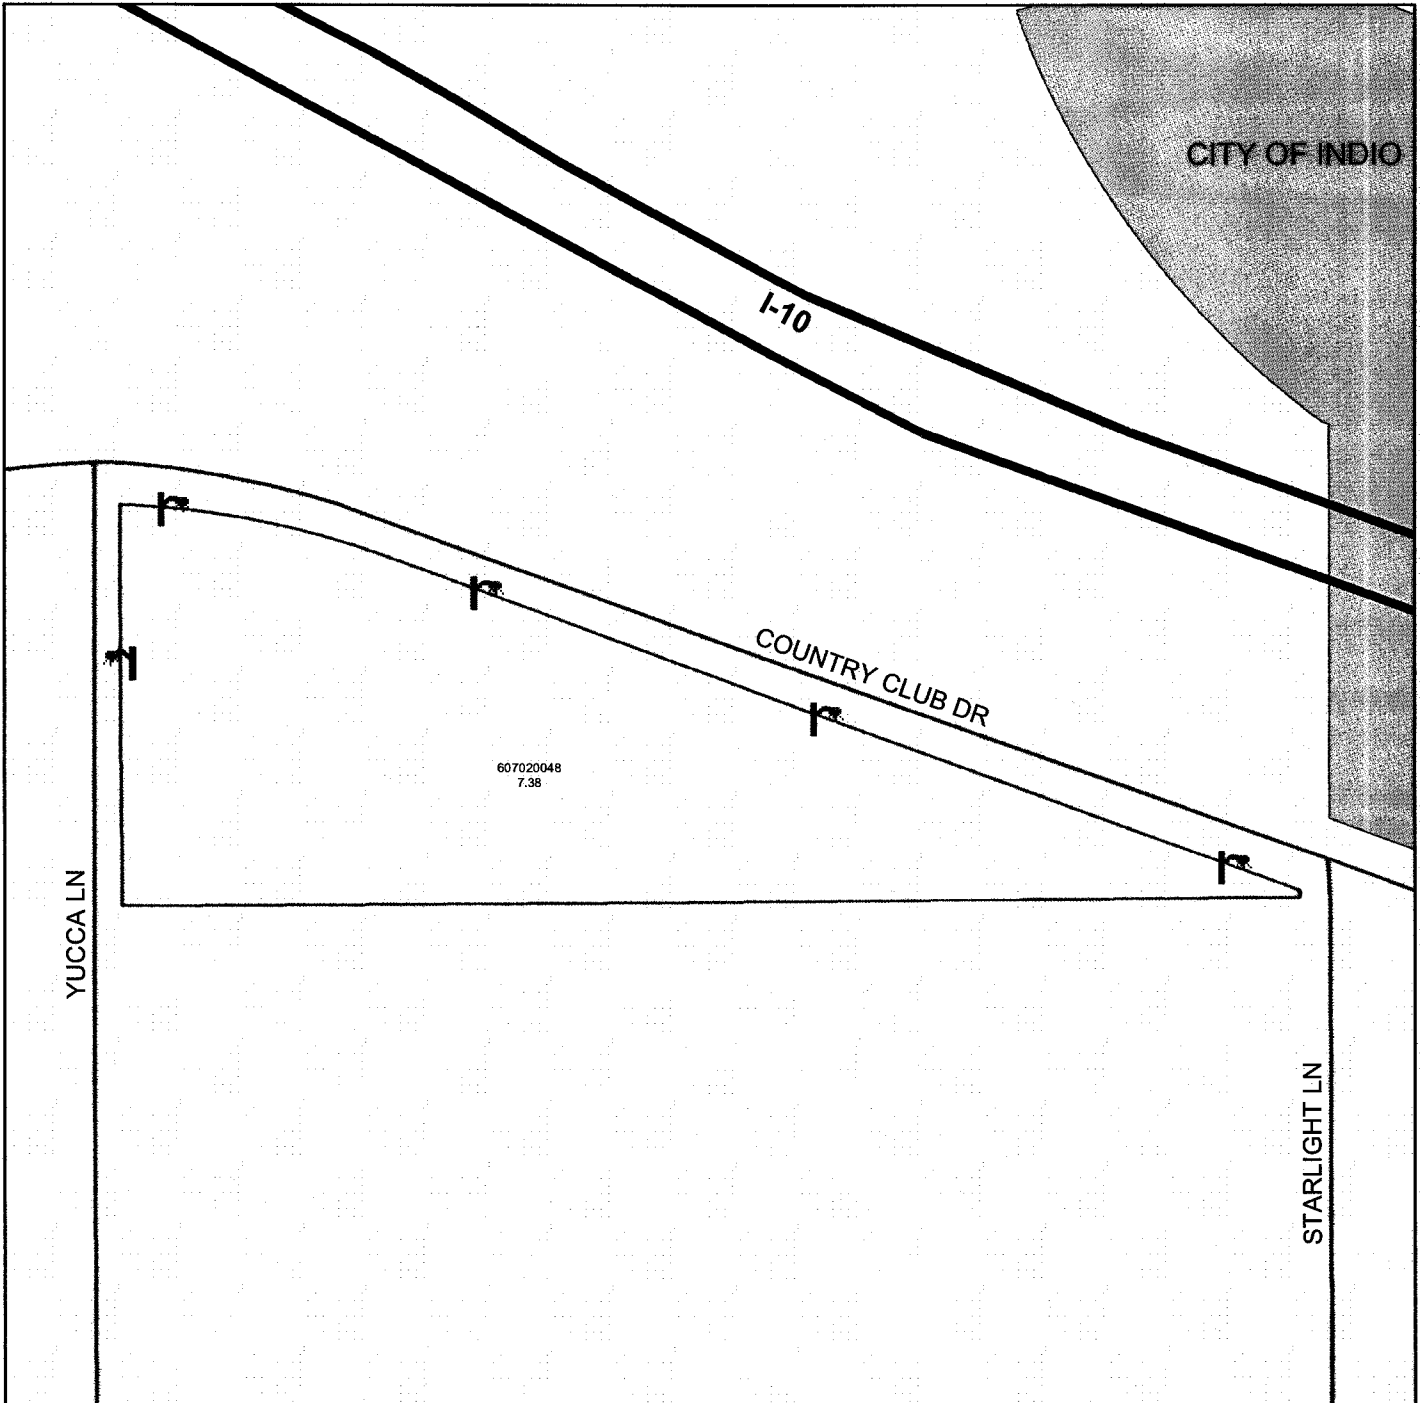 CITY OF INDIO
I-10
COUNTRY CLUB DR
607020048
7.38
YUCCA LN
STARLIGHT LN